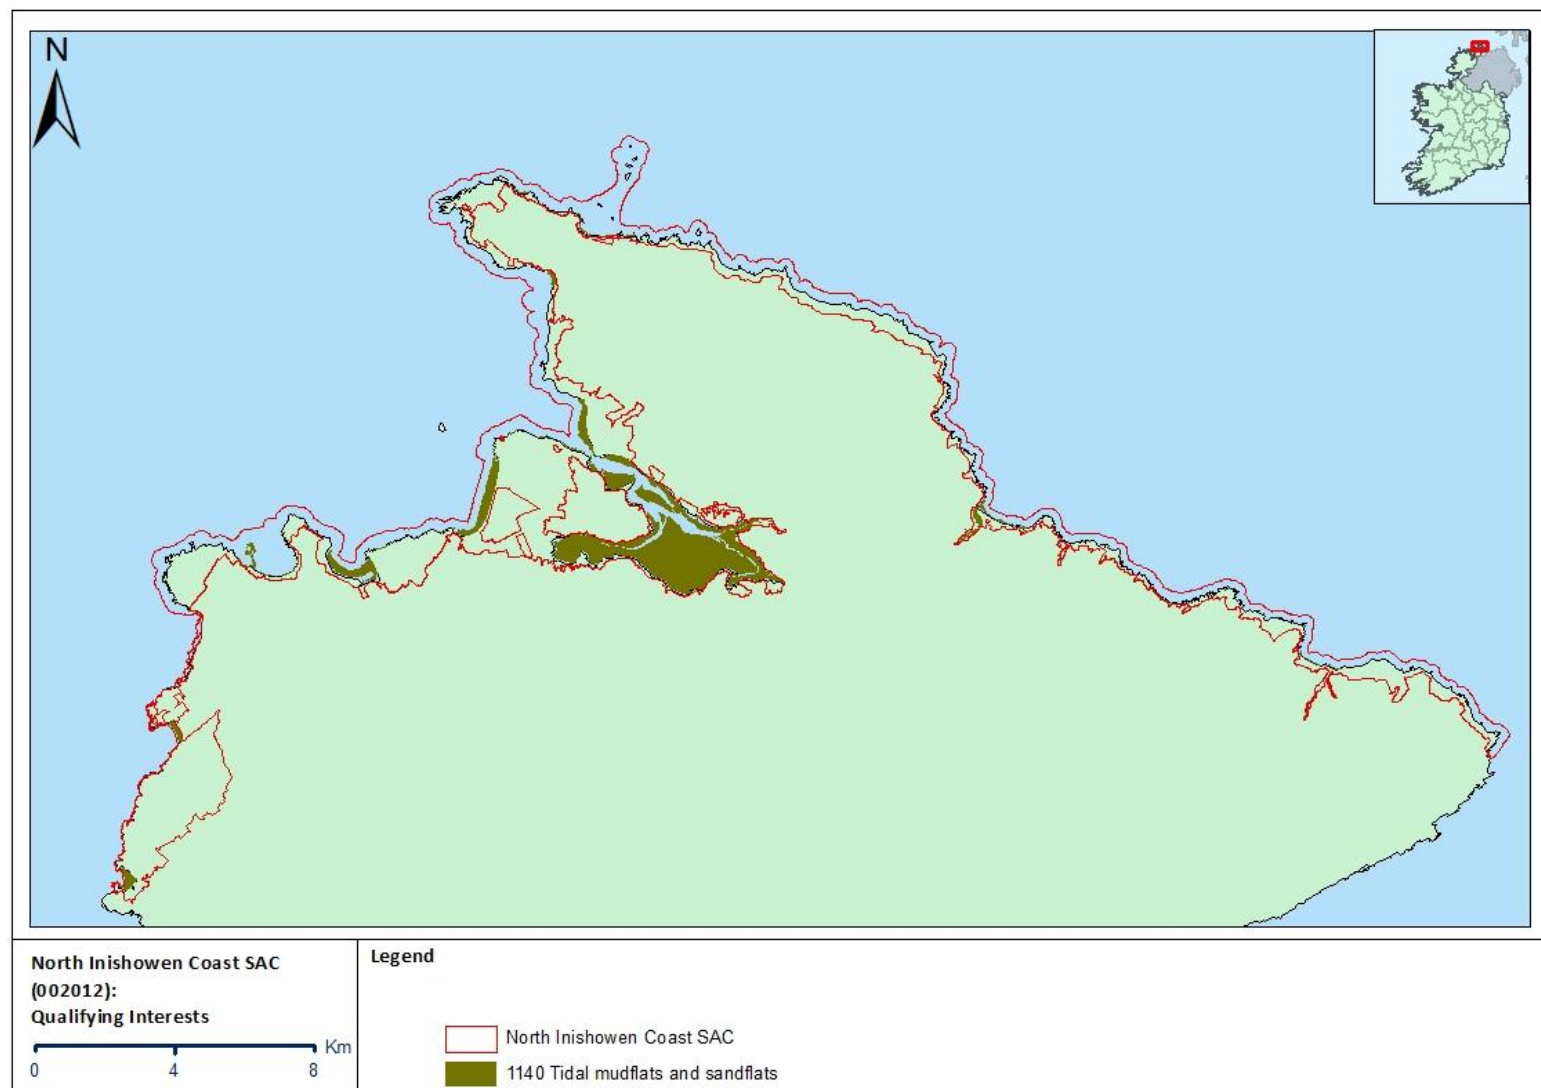 N
North Inishowen Coast SAC
(002012):
Qualifying Interests
Km
0 4 8
Legend
North Inishowen Coast SAC
1140 Tidal mudflats and sandflats